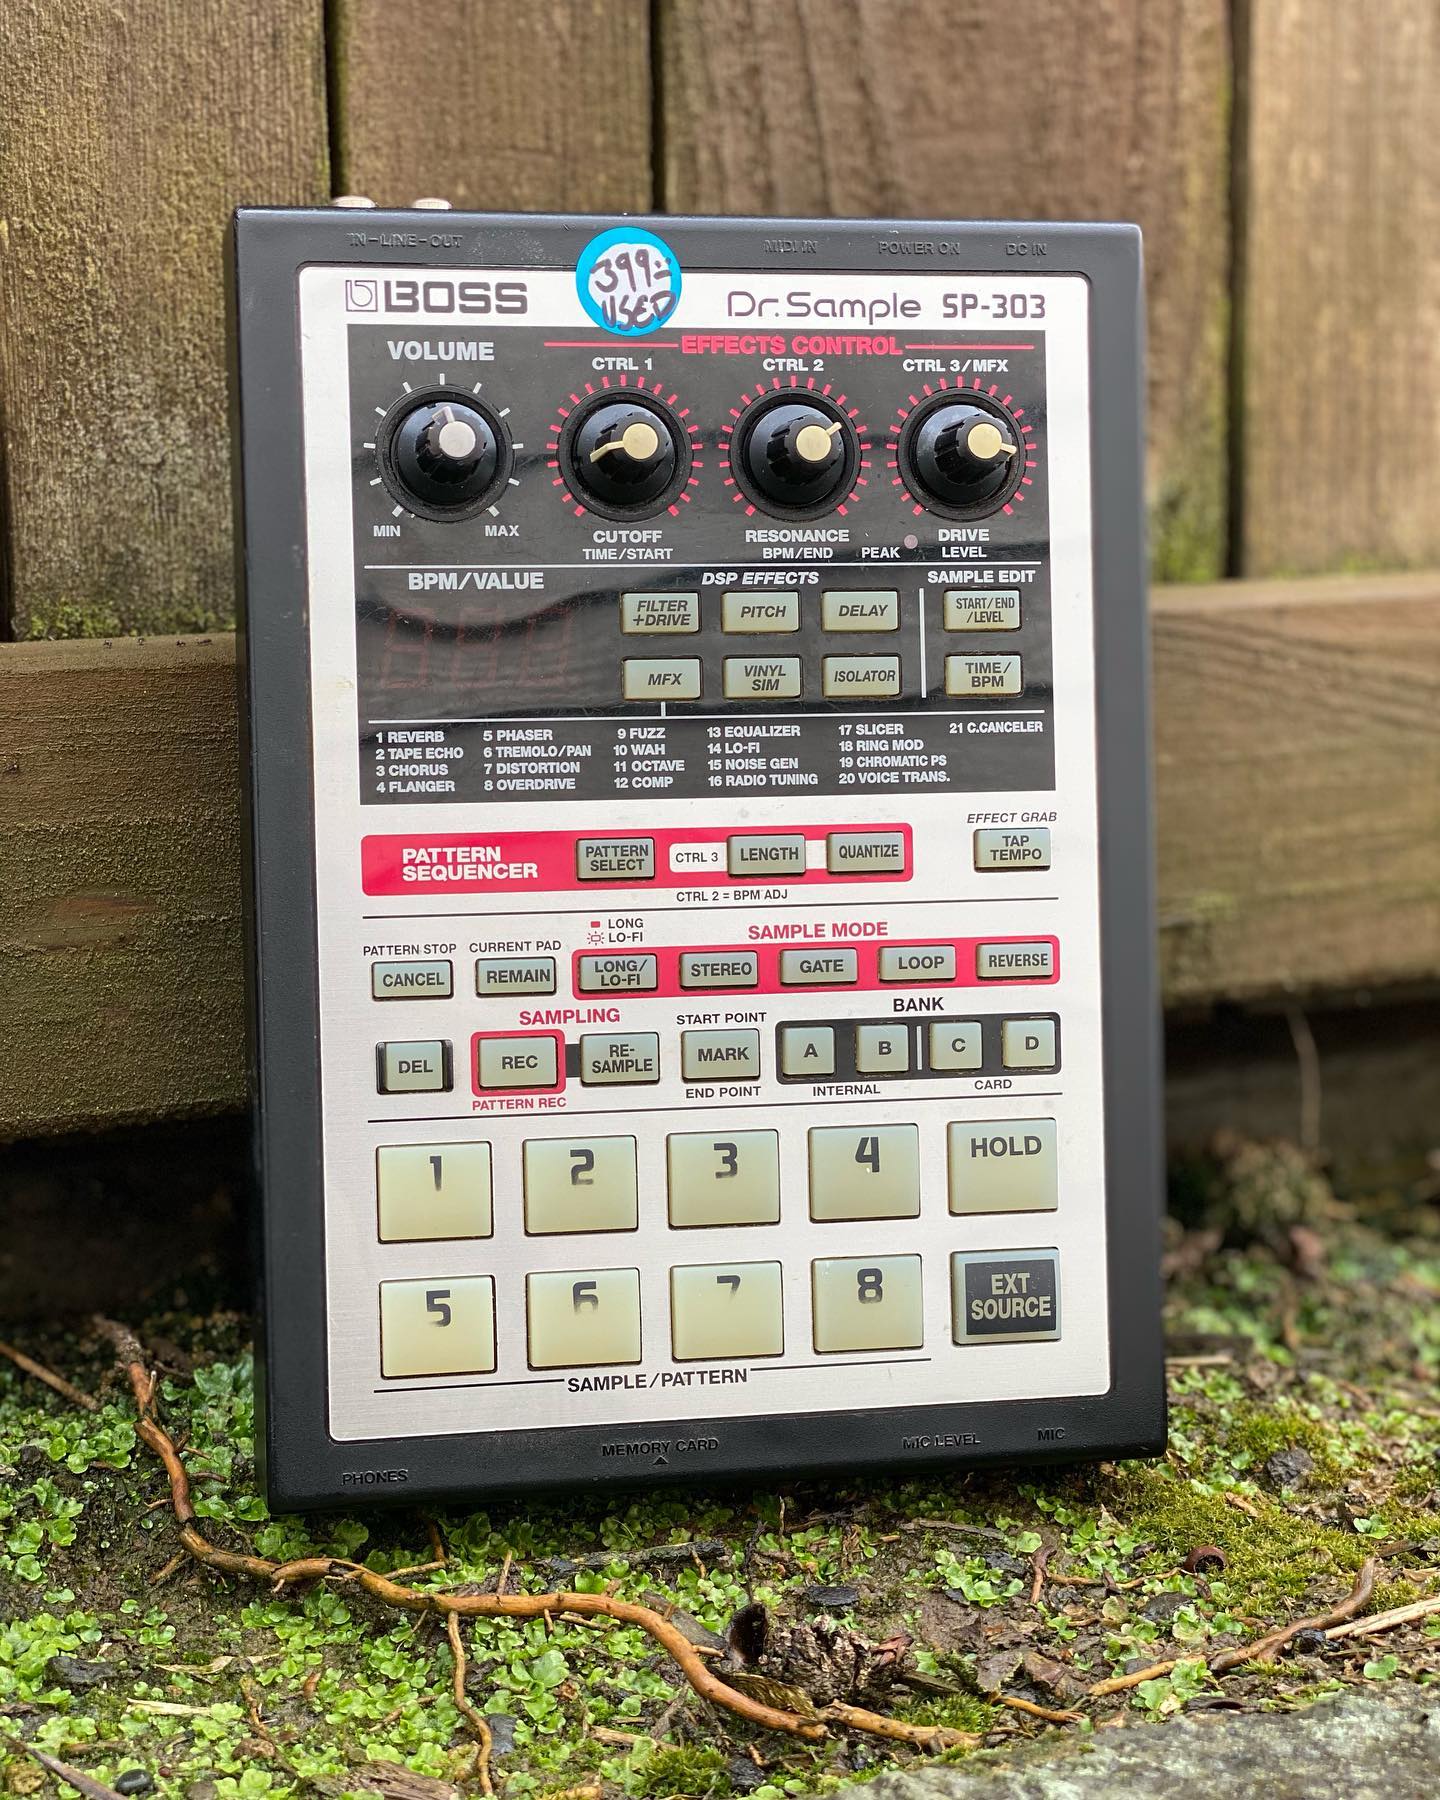 IN-LINE-OUT
MIDI IN
POWER ON
DC IN
BOSS
399
USED
Dr. Sample SP-303
VOLUME
EFFECTS CONTROL
CTRL 1
CTRL 2
CTRL 3/MFX
MIN
MAX
CUTOFF
TIME/START
RESONANCE
BPM/END
PEAK
DRIVE
LEVEL
BPM/VALUE
DSP EFFECTS
SAMPLE EDIT
FILTER
+DRIVE
PITCH
DELAY
START/END
/LEVEL
MFX
VINYL
SIM
ISOLATOR
TIME/
BPM
1 REVERB
2 TAPE ECHO
3 CHORUS
4 FLANGER
5 PHASER
6 TREMOLO/PAN
7 DISTORTION
8 OVERDRIVE
9 FUZZ
10 WAH
11 OCTAVE
12 COMP
13 EQUALIZER
14 LO-FI
15 NOISE GEN
16 RADIO TUNING
17 SLICER
18 RING MOD
19 CHROMATIC PS
20 VOICE TRANS.
21 C.CANCELER
PATTERN
SEQUENCER
PATTERN
SELECT
CTRL 3
LENGTH
QUANTIZE
CTRL 2 = BPM ADJ
EFFECT GRAB
TAP
TEMPO
PATTERN STOP
CANCEL
CURRENT PAD
REMAIN
LONG
LO-FI
SAMPLE MODE
LONG/
LO-FI
STEREO
GATE
LOOP
REVERSE
SAMPLING
START POINT
BANK
DEL
REC
RE-
SAMPLE
MARK
A
B
C
D
PATTERN REC
END POINT
INTERNAL
CARD
1
2
3
4
HOLD
5
6
7
8
EXT
SOURCE
SAMPLE/PATTERN
PHONES
MEMORY CARD
MIC LEVEL
MIC